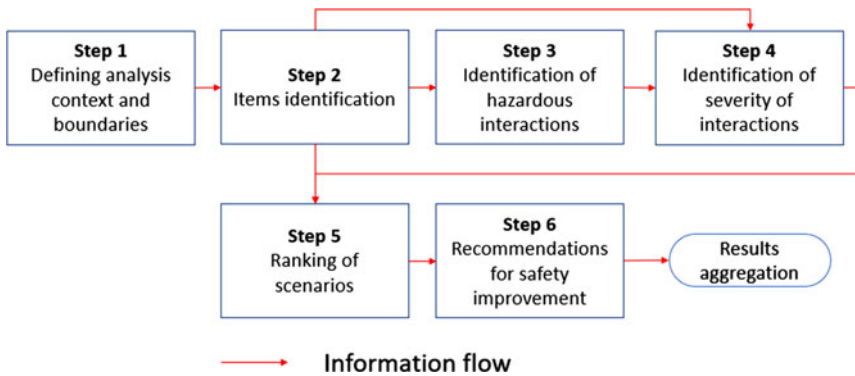 Step 1
Defining analysis
context and
boundaries
Step 2
Items identification
Step 3
Identification of
hazardous
interactions
Step 4
Identification of
severity of
interactions
Step 5
Ranking of
scenarios
Step 6
Recommendations
for safety
improvement
Results
aggregation
Information flow